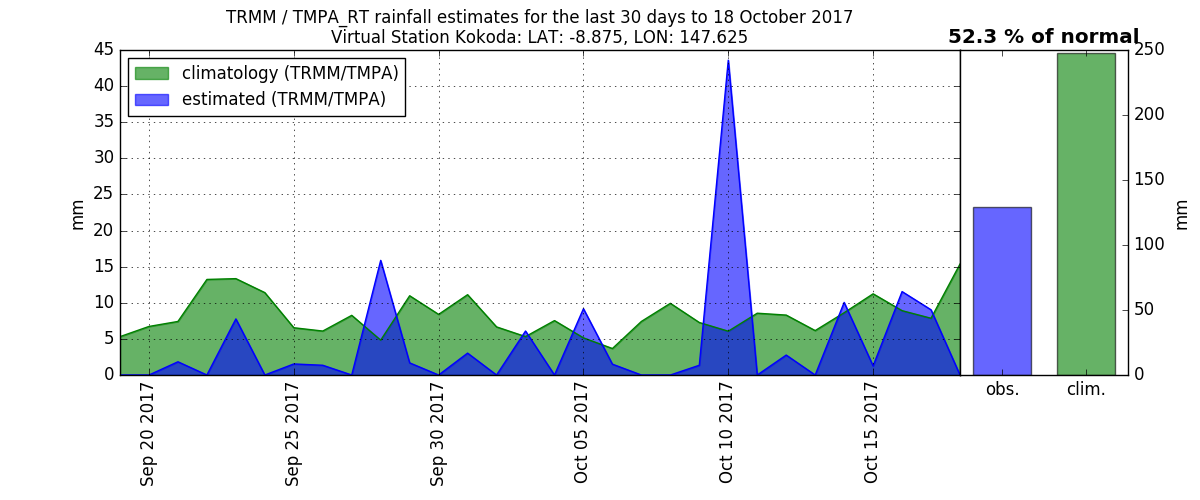 TRMM / TMPA_RT rainfall estimates for the last 30 days to 18 October 2017
Virtual Station Kokoda: LAT: -8.875, LON: 147.625
52.3 % of normal
climatology (TRMM/TMPA)
estimated (TRMM/TMPA)
45
40
35
30
25
20
15
10
5
0
mm
Sep 20 2017
Sep 25 2017
Sep 30 2017
Oct 05 2017
Oct 10 2017
Oct 15 2017
obs.
clim.
250
200
150
100
50
0
mm